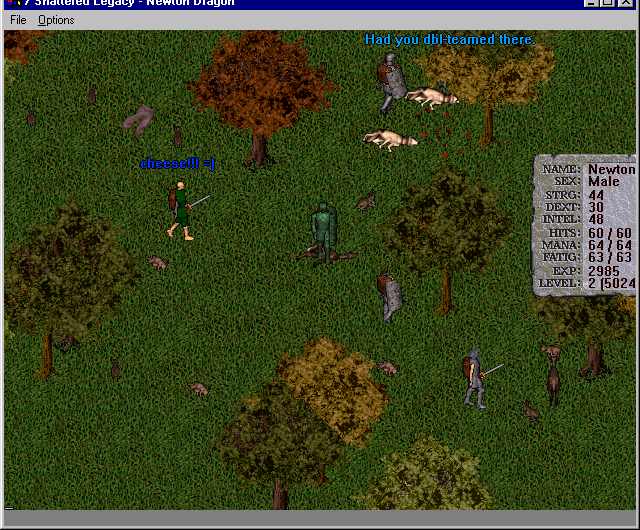 7 Shattered Legacy - Newton Dragon
File Options
Had you dbl-teamed there.
cheese!!! =)
NAME: Newton
SEX: Male
STRG: 44
DEXT: 30
INTEL: 48
HITS: 60 / 60
MANA: 64 / 64
FATIG: 63 / 63
EXP: 2985
LEVEL: 2 (5024